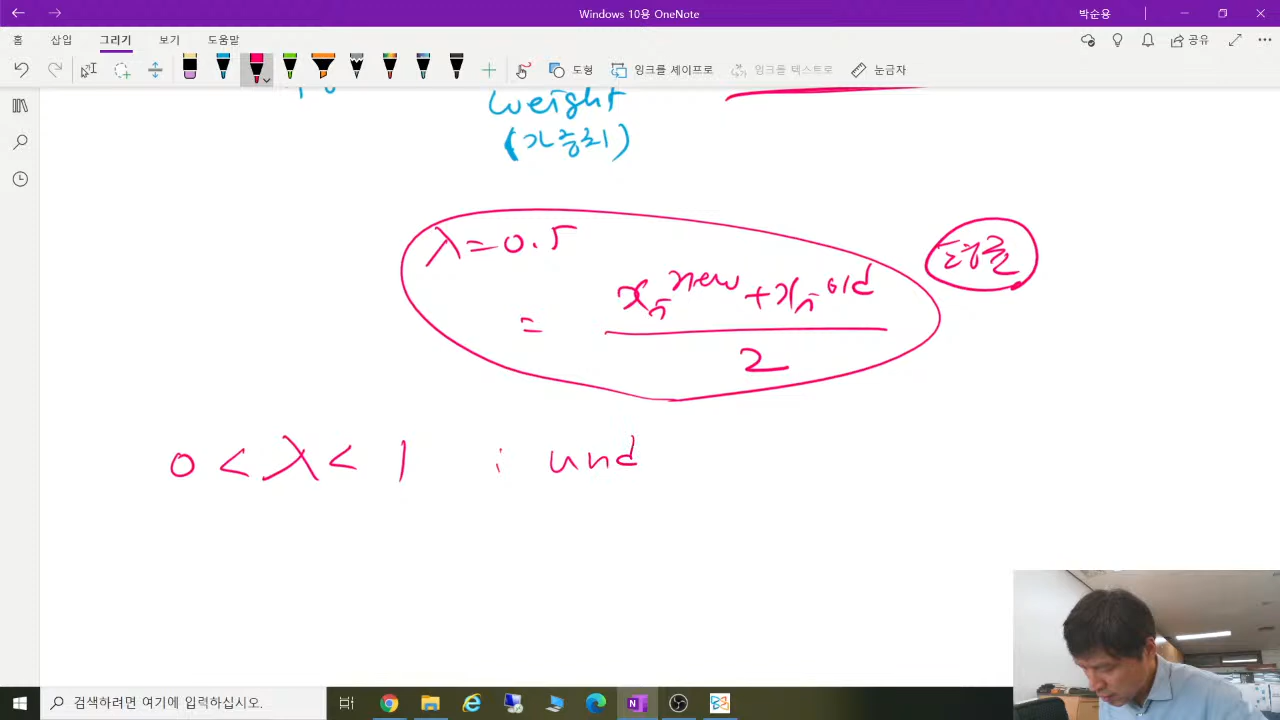 Windows 10용 OneNote
박순용
홈 삽입 그리기 보기 도움말
공유
도형 잉크를 셰이프로 잉크를 텍스트로 눈금자
weight
(가중치)
λ=0.5
평균
= (x_i^new + x_i^old) / 2
0 < λ < 1 : und
검색하려면 여기에 입력하십시오.